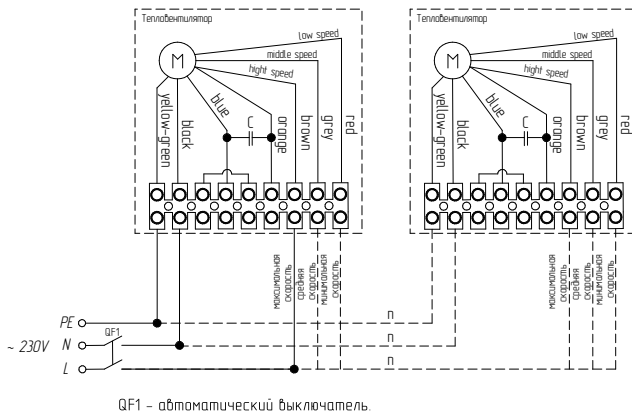 Тепловентилятор
Тепловентилятор
low speed
middle speed
hight speed
M
yellow-green
black
blue
C
orange
brown
grey
red
low speed
middle speed
hight speed
M
yellow-green
black
blue
C
orange
brown
grey
red
максимальная скорость
средняя скорость
минимальная скорость
максимальная скорость
средняя скорость
минимальная скорость
PE
n
~ 230V
N
QF1
n
L
n
QF1 - автоматический выключатель.